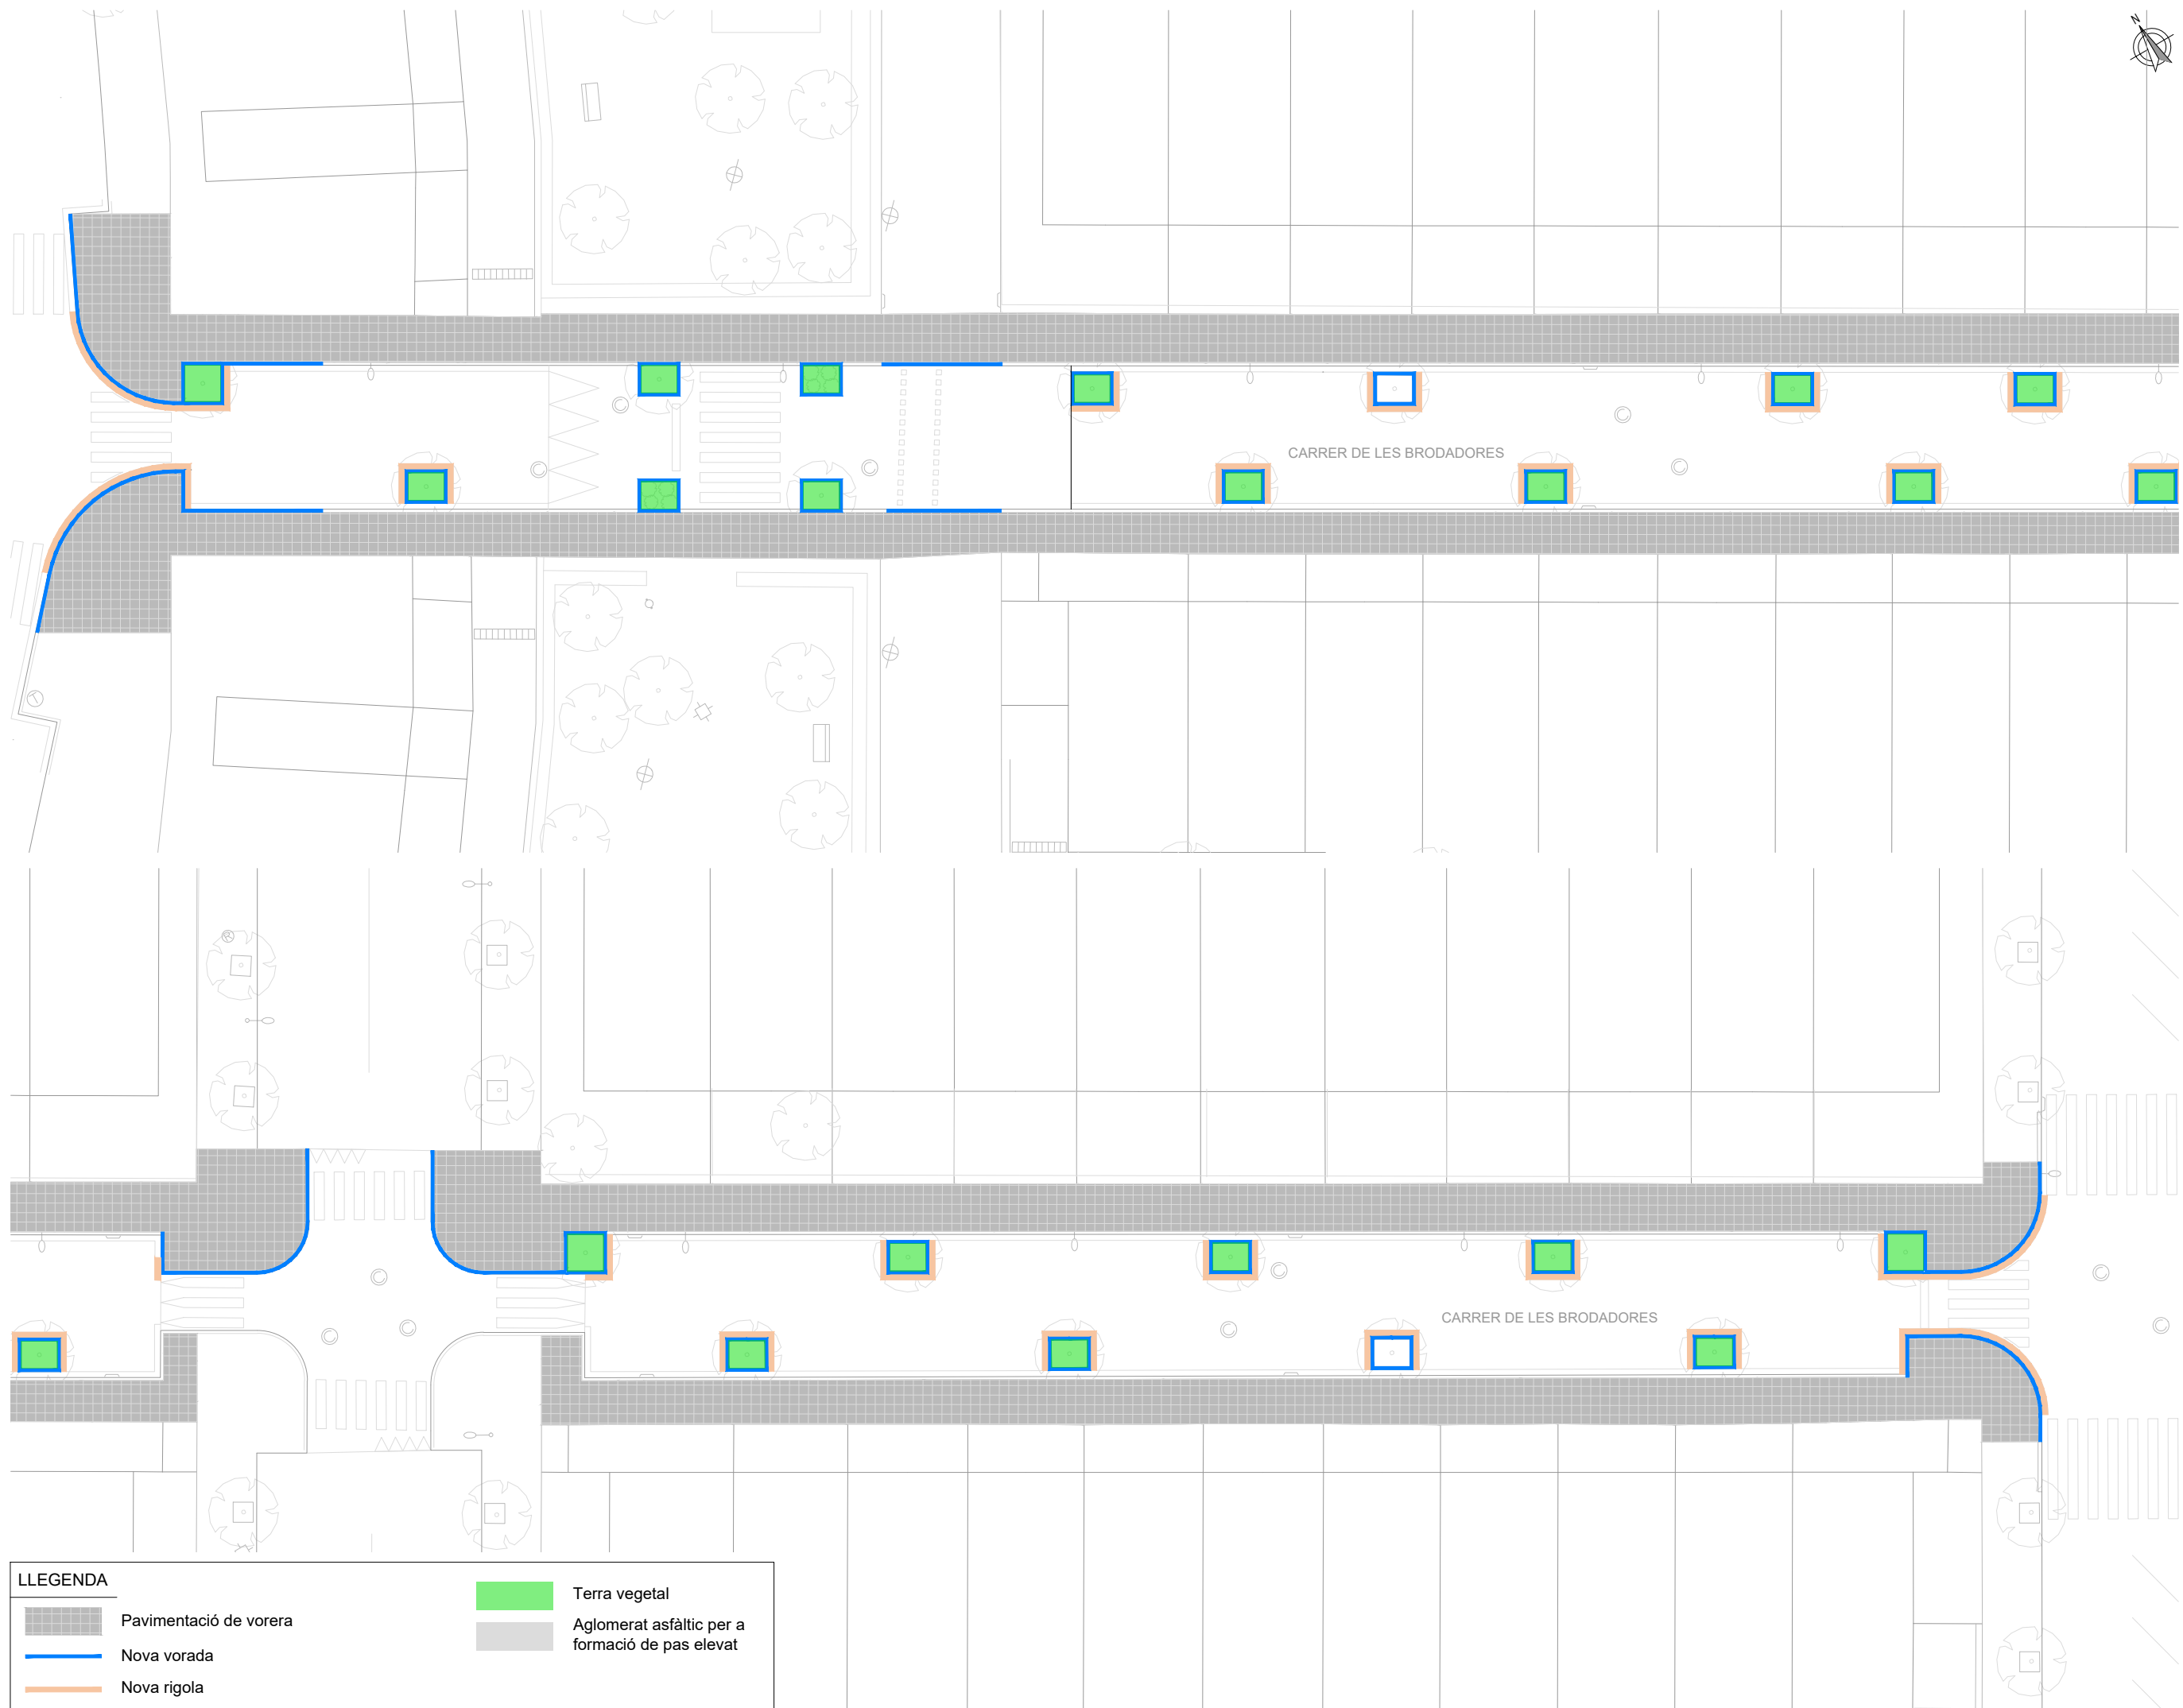 N
CARRER DE LES BRODADORES
T
R
CARRER DE LES BRODADORES
LLEGENDA
Pavimentació de vorera
Nova vorada
Nova rigola
Terra vegetal
Aglomerat asfàltic per a
formació de pas elevat